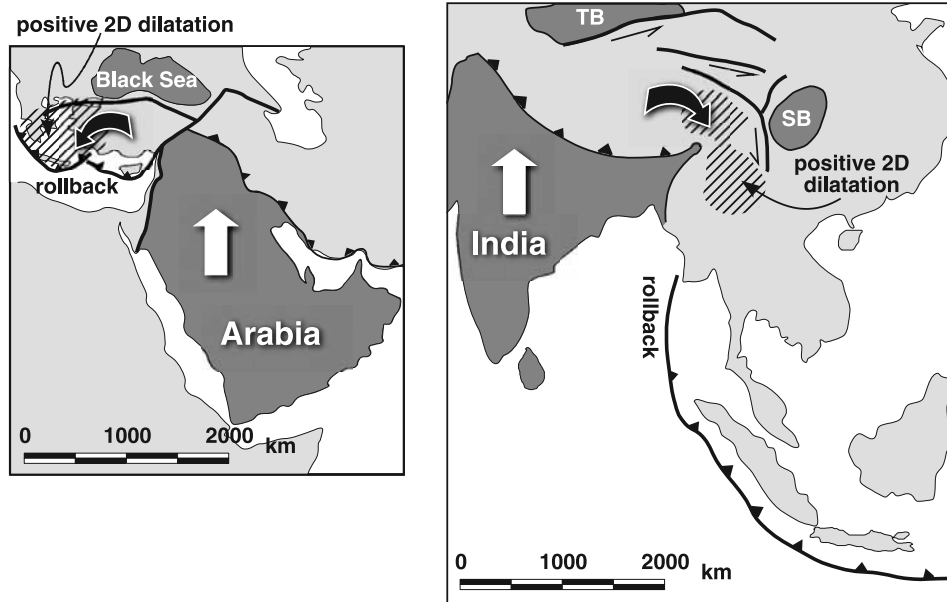 positive 2D dilatation
Black Sea
rollback
Arabia
0 1000 2000
km
TB
SB
positive 2D
dilatation
India
rollback
0 1000 2000
km